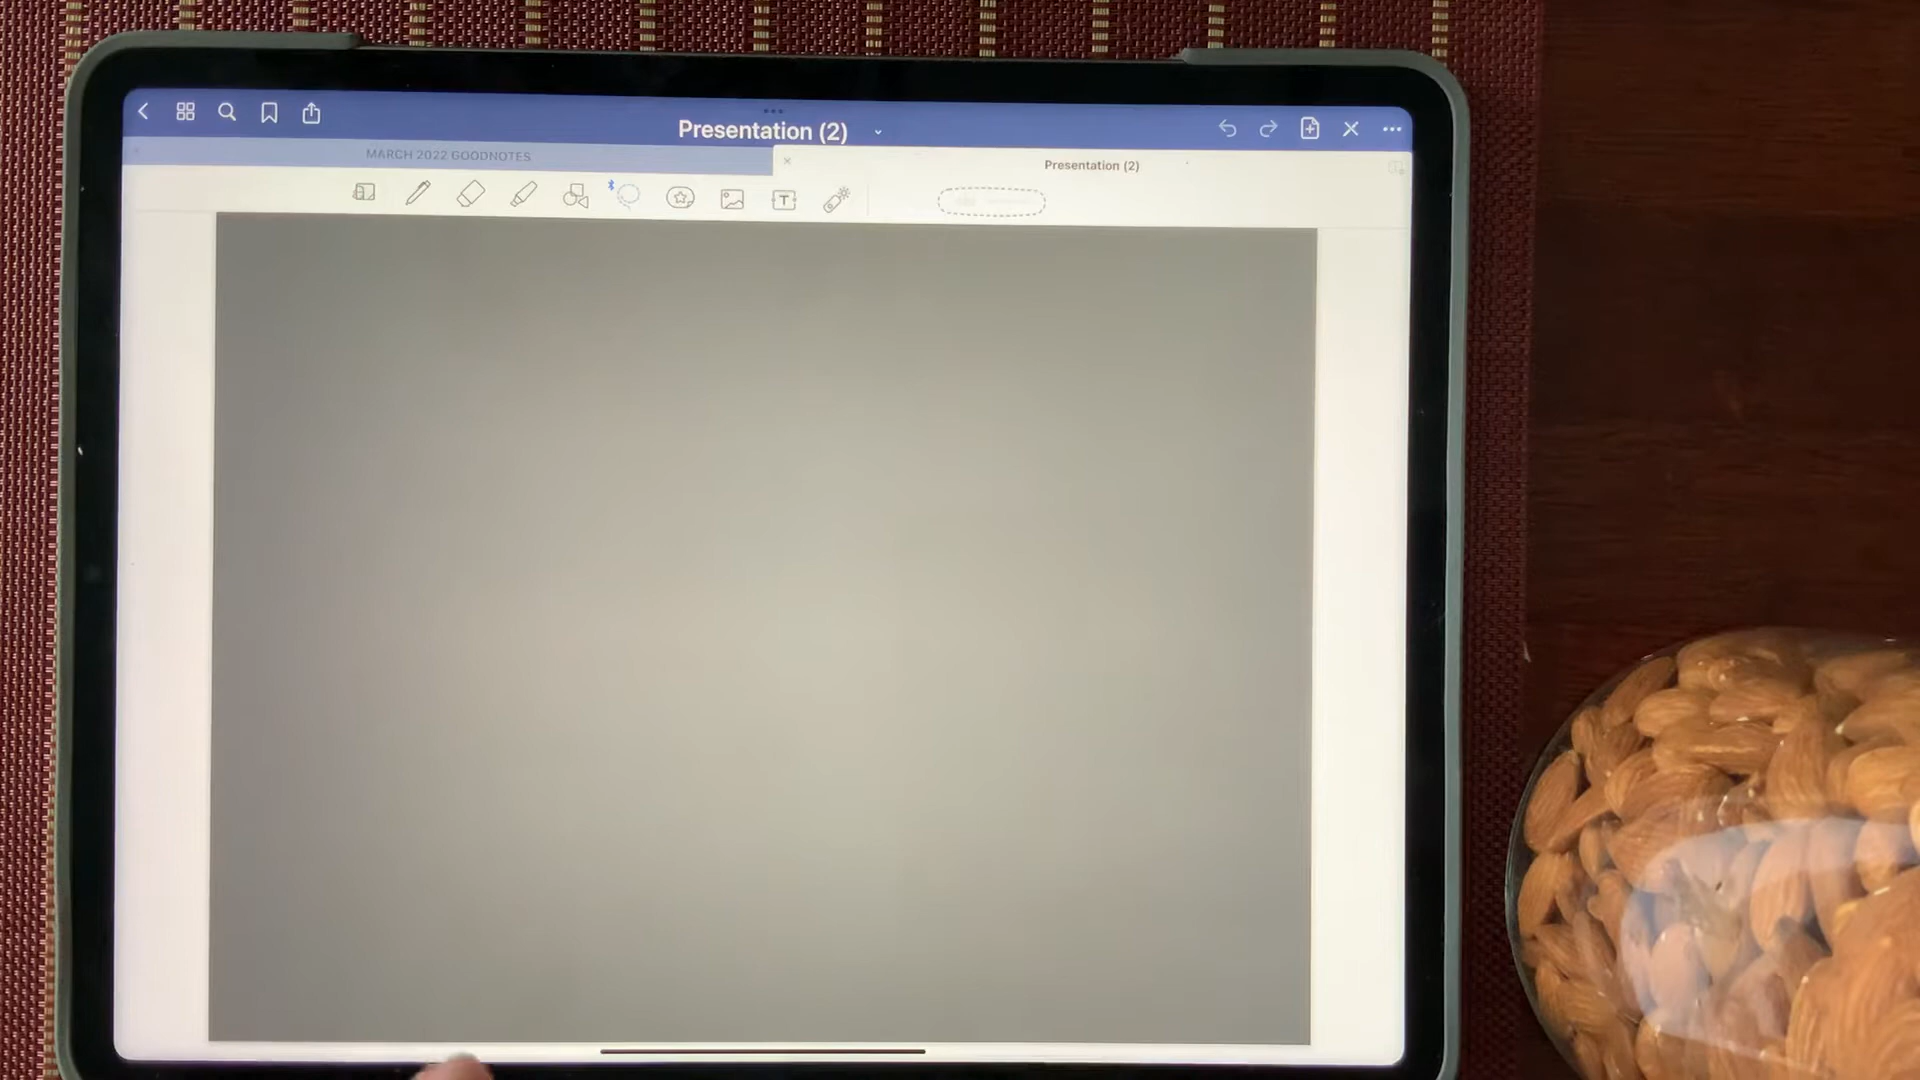 Presentation (2)
MARCH 2022 GOODNOTES
Presentation (2)
T